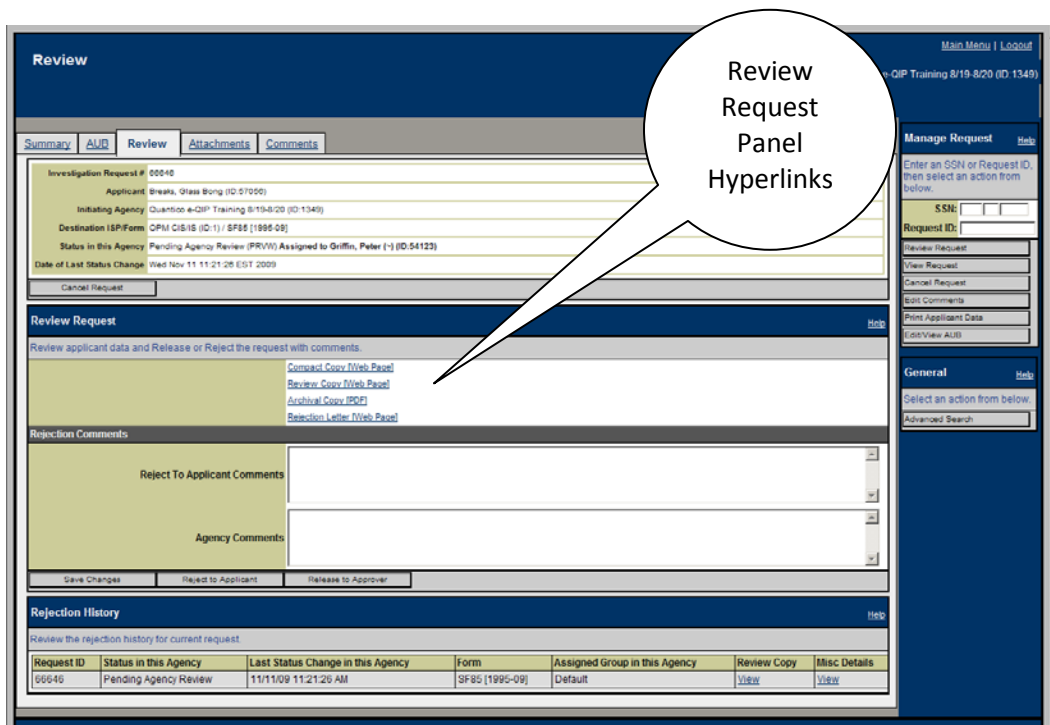 Review
Main Menu | Logout
e-QIP Training 8/19-8/20 (ID:1349)
Review
Request
Panel
Hyperlinks
Summary AUB Review Attachments Comments
Investigation Request # 66646
Applicant Breaks, Glass Bong (ID:57056)
Initiating Agency Quantico e-QIP Training 8/19-8/20 (ID:1349)
Destination ISP/Form OPM CIS/IS (ID:1) / SF85 [1995-09]
Status in this Agency Pending Agency Review (PRVW) Assigned to Griffin, Peter (~) (ID:54123)
Date of Last Status Change Wed Nov 11 11:21:26 EST 2009
Cancel Request
Review Request Help
Review applicant data and Release or Reject the request with comments.
Compact Copy [Web Page]
Review Copy [Web Page]
Archival Copy [PDF]
Rejection Letter [Web Page]
Rejection Comments
Reject To Applicant Comments
Agency Comments
Save Changes Reject to Applicant Release to Approver
Rejection History Help
Review the rejection history for current request.
Request ID Status in this Agency Last Status Change in this Agency Form Assigned Group in this Agency Review Copy Misc Details
66646 Pending Agency Review 11/11/09 11:21:26 AM SF85 [1995-09] Default View View
Manage Request Help
Enter an SSN or Request ID,
then select an action from
below.
SSN:
Request ID:
Review Request
View Request
Cancel Request
Edit Comments
Print Applicant Data
Edit/View AUB
General Help
Select an action from below.
Advanced Search